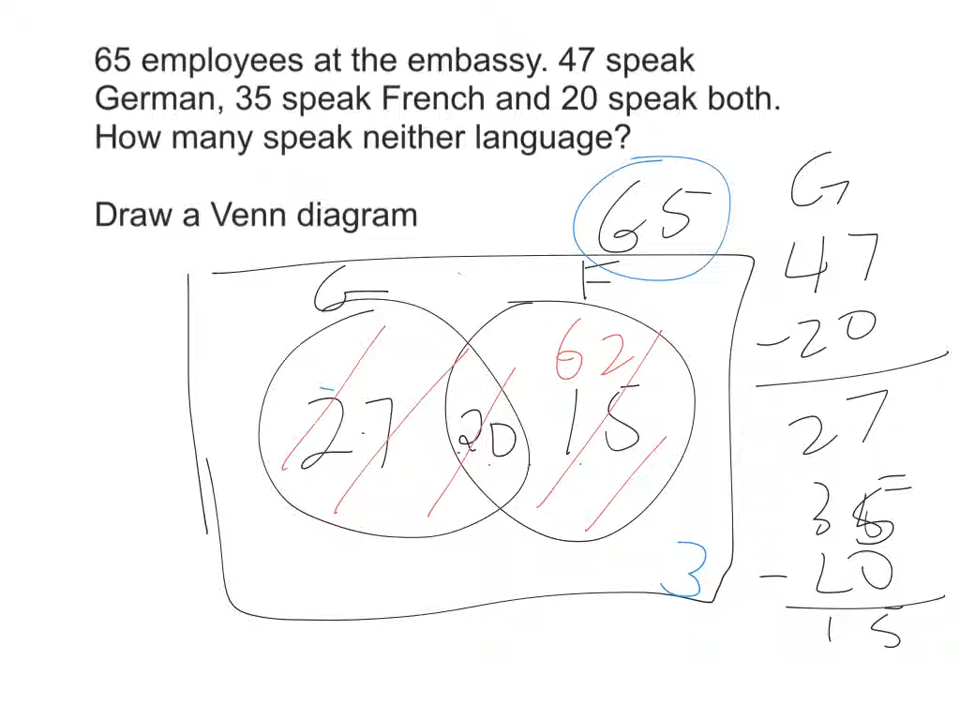 65 employees at the embassy. 47 speak
German, 35 speak French and 20 speak both.
How many speak neither language?
Draw a Venn diagram
65
G
F
62
27
20
15
3
G
47
-20
27
35
-20
15